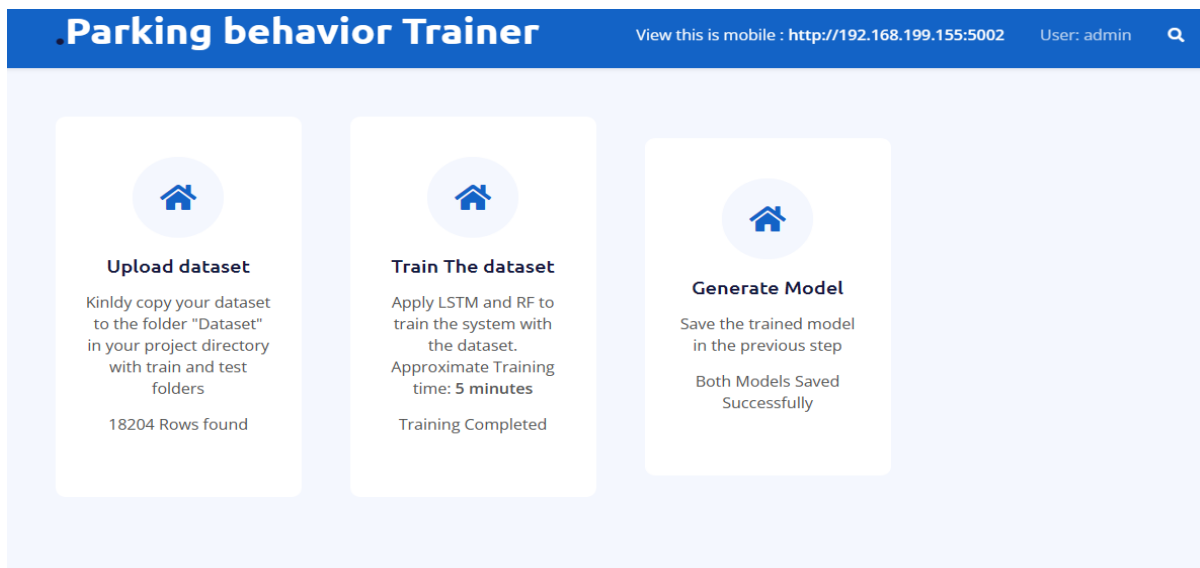 .Parking behavior Trainer
View this is mobile : http://192.168.199.155:5002
User: admin
Upload dataset
Kinldy copy your dataset
to the folder "Dataset"
in your project directory
with train and test
folders
18204 Rows found
Train The dataset
Apply LSTM and RF to
train the system with
the dataset.
Approximate Training
time: 5 minutes
Training Completed
Generate Model
Save the trained model
in the previous step
Both Models Saved
Successfully